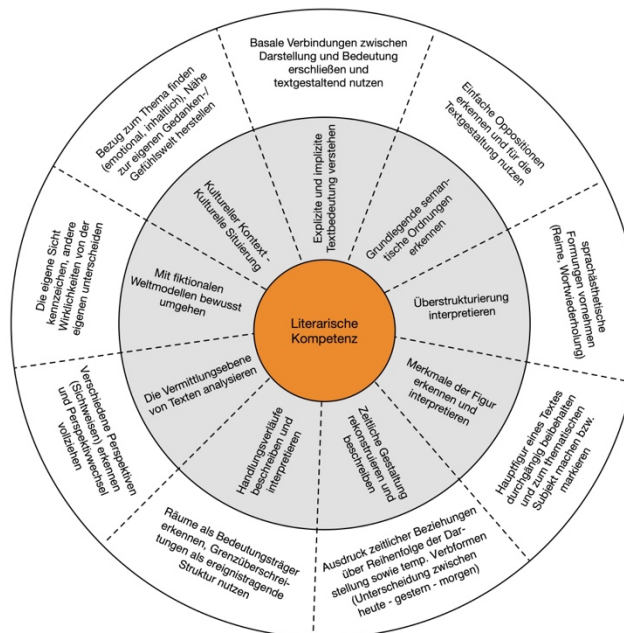 Basale Verbindungen zwischen
Darstellung und Bedeutung
erschließen und
textgestaltend nutzen
Einfache Oppositionen
erkennen und für die
Textgestaltung nutzen
sprachästhetische
Formungen vornehmen
(Reime, Wortwiederholung)
Hauptfigur eines Textes
durchgängig beibehalten
und zum thematischen
Subjekt machen bzw.
markieren
Ausdruck zeitlicher Beziehungen
über Reihenfolge der Dar-
stellung sowie temp. Verbformen
(Unterscheidung zwischen
heute - gestern - morgen)
Räume als Bedeutungsträger
erkennen, Grenzüberschrei-
tungen als ereignistragende
Struktur nutzen
Verschiedene Perspektiven
(Sichtweisen) erkennen
und Perspektivwechsel
vollziehen
Die eigene Sicht
kennzeichen, andere
Wirklichkeiten von der
eigenen unterscheiden
Bezug zum Thema finden
(emotional, inhaltlich), Nähe
zur eigenen Gedanken-/
Gefühlswelt herstellen
Explizite und implizite
Textbedeutung verstehen
Grundlegende seman-
tische Ordnungen
erkennen
Überstrukturierung
interpretieren
Merkmale der Figur
erkennen und
interpretieren
Zeitliche Gestaltung
rekonstruieren und
beschreiben
Handlungsverläufe
beschreiben und
interpretieren
Die Vermittlungsebene
von Texten analysieren
Mit fiktionalen
Weltmodellen bewusst
umgehen
Kultureller Kontext -
Kulturelle Situierung
Literarische
Kompetenz